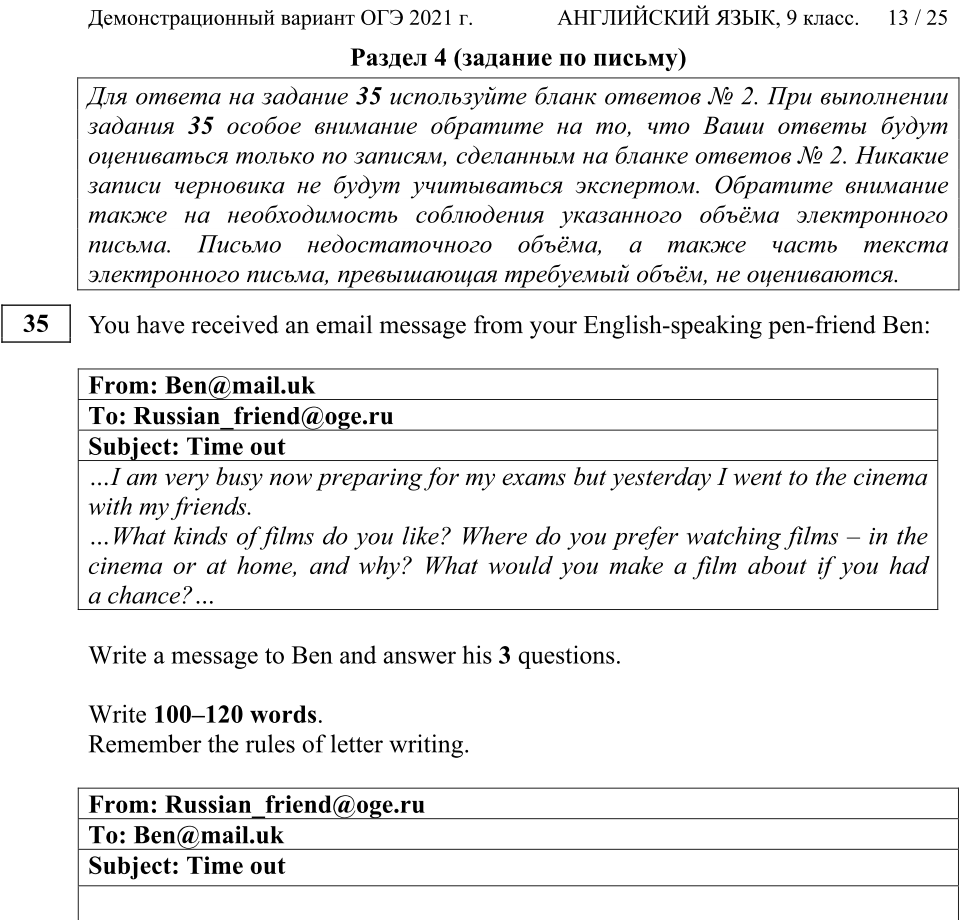 Демонстрационный вариант ОГЭ 2021 г. АНГЛИЙСКИЙ ЯЗЫК, 9 класс. 13 / 25
Раздел 4 (задание по письму)
Для ответа на задание 35 используйте бланк ответов № 2. При выполнении
задания 35 особое внимание обратите на то, что Ваши ответы будут
оцениваться только по записям, сделанным на бланке ответов № 2. Никакие
записи черновика не будут учитываться экспертом. Обратите внимание
также на необходимость соблюдения указанного объёма электронного
письма. Письмо недостаточного объёма, а также часть текста
электронного письма, превышающая требуемый объём, не оцениваются.
35 You have received an email message from your English-speaking pen-friend Ben:
From: Ben@mail.uk
To: Russian_friend@oge.ru
Subject: Time out
…I am very busy now preparing for my exams but yesterday I went to the cinema
with my friends.
…What kinds of films do you like? Where do you prefer watching films – in the
cinema or at home, and why? What would you make a film about if you had
a chance?…
Write a message to Ben and answer his 3 questions.
Write 100–120 words.
Remember the rules of letter writing.
From: Russian_friend@oge.ru
To: Ben@mail.uk
Subject: Time out